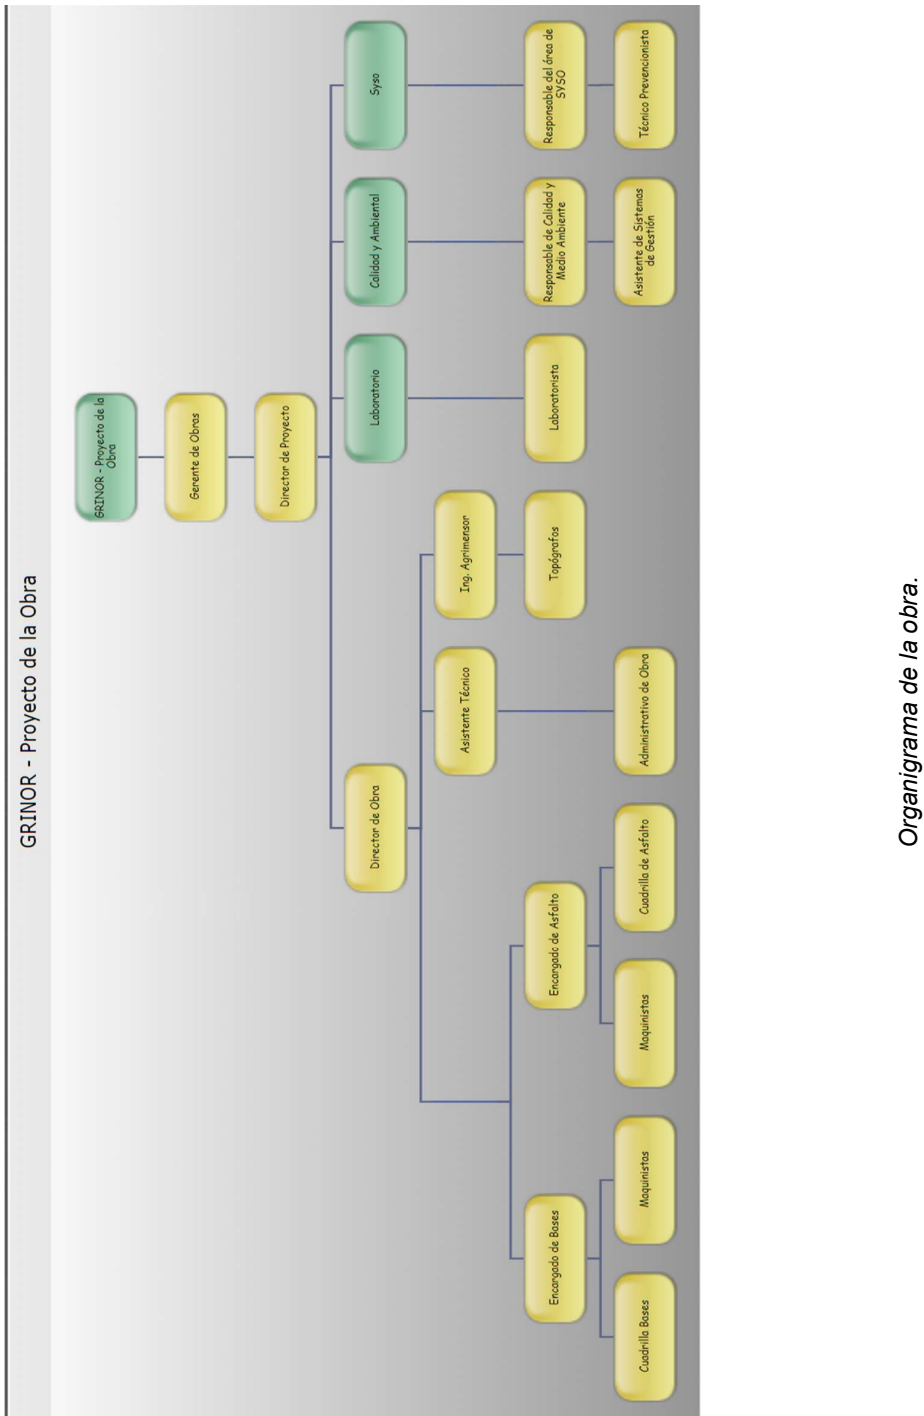 GRINOR - Proyecto de la Obra
GRINOR - Proyecto de la
Obra
Gerente de Obras
Director de Proyecto
Director de Obra
Laboratorio
Calidad y Ambiental
Syso
Asistente Técnico
Ing. Agrimensor
Encargado de Bases
Encargado de Asfalto
Topógrafos
Laboratorista
Responsable de Calidad y
Medio Ambiente
Responsable del área de
SYSO
Cuadrilla Bases
Maquinistas
Maquinistas
Cuadrilla de Asfalto
Administrativo de Obra
Asistente de Sistemas
de Gestión
Técnico Prevencionista
Organigrama de la obra.